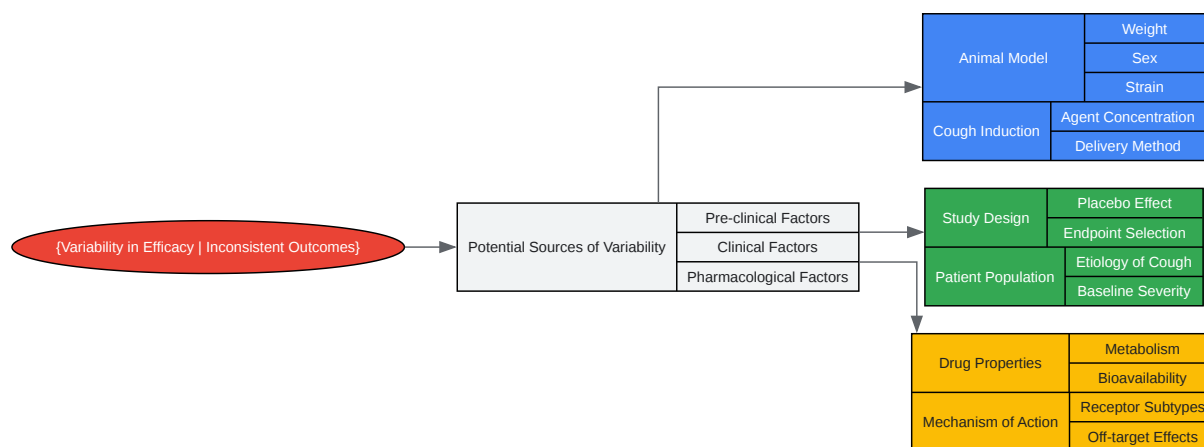 {Variability in Efficacy | Inconsistent Outcomes}
Potential Sources of Variability
Pre-clinical Factors
Clinical Factors
Pharmacological Factors
Animal Model
Weight
Sex
Strain
Cough Induction
Agent Concentration
Delivery Method
Study Design
Placebo Effect
Endpoint Selection
Patient Population
Etiology of Cough
Baseline Severity
Drug Properties
Metabolism
Bioavailability
Mechanism of Action
Receptor Subtypes
Off-target Effects